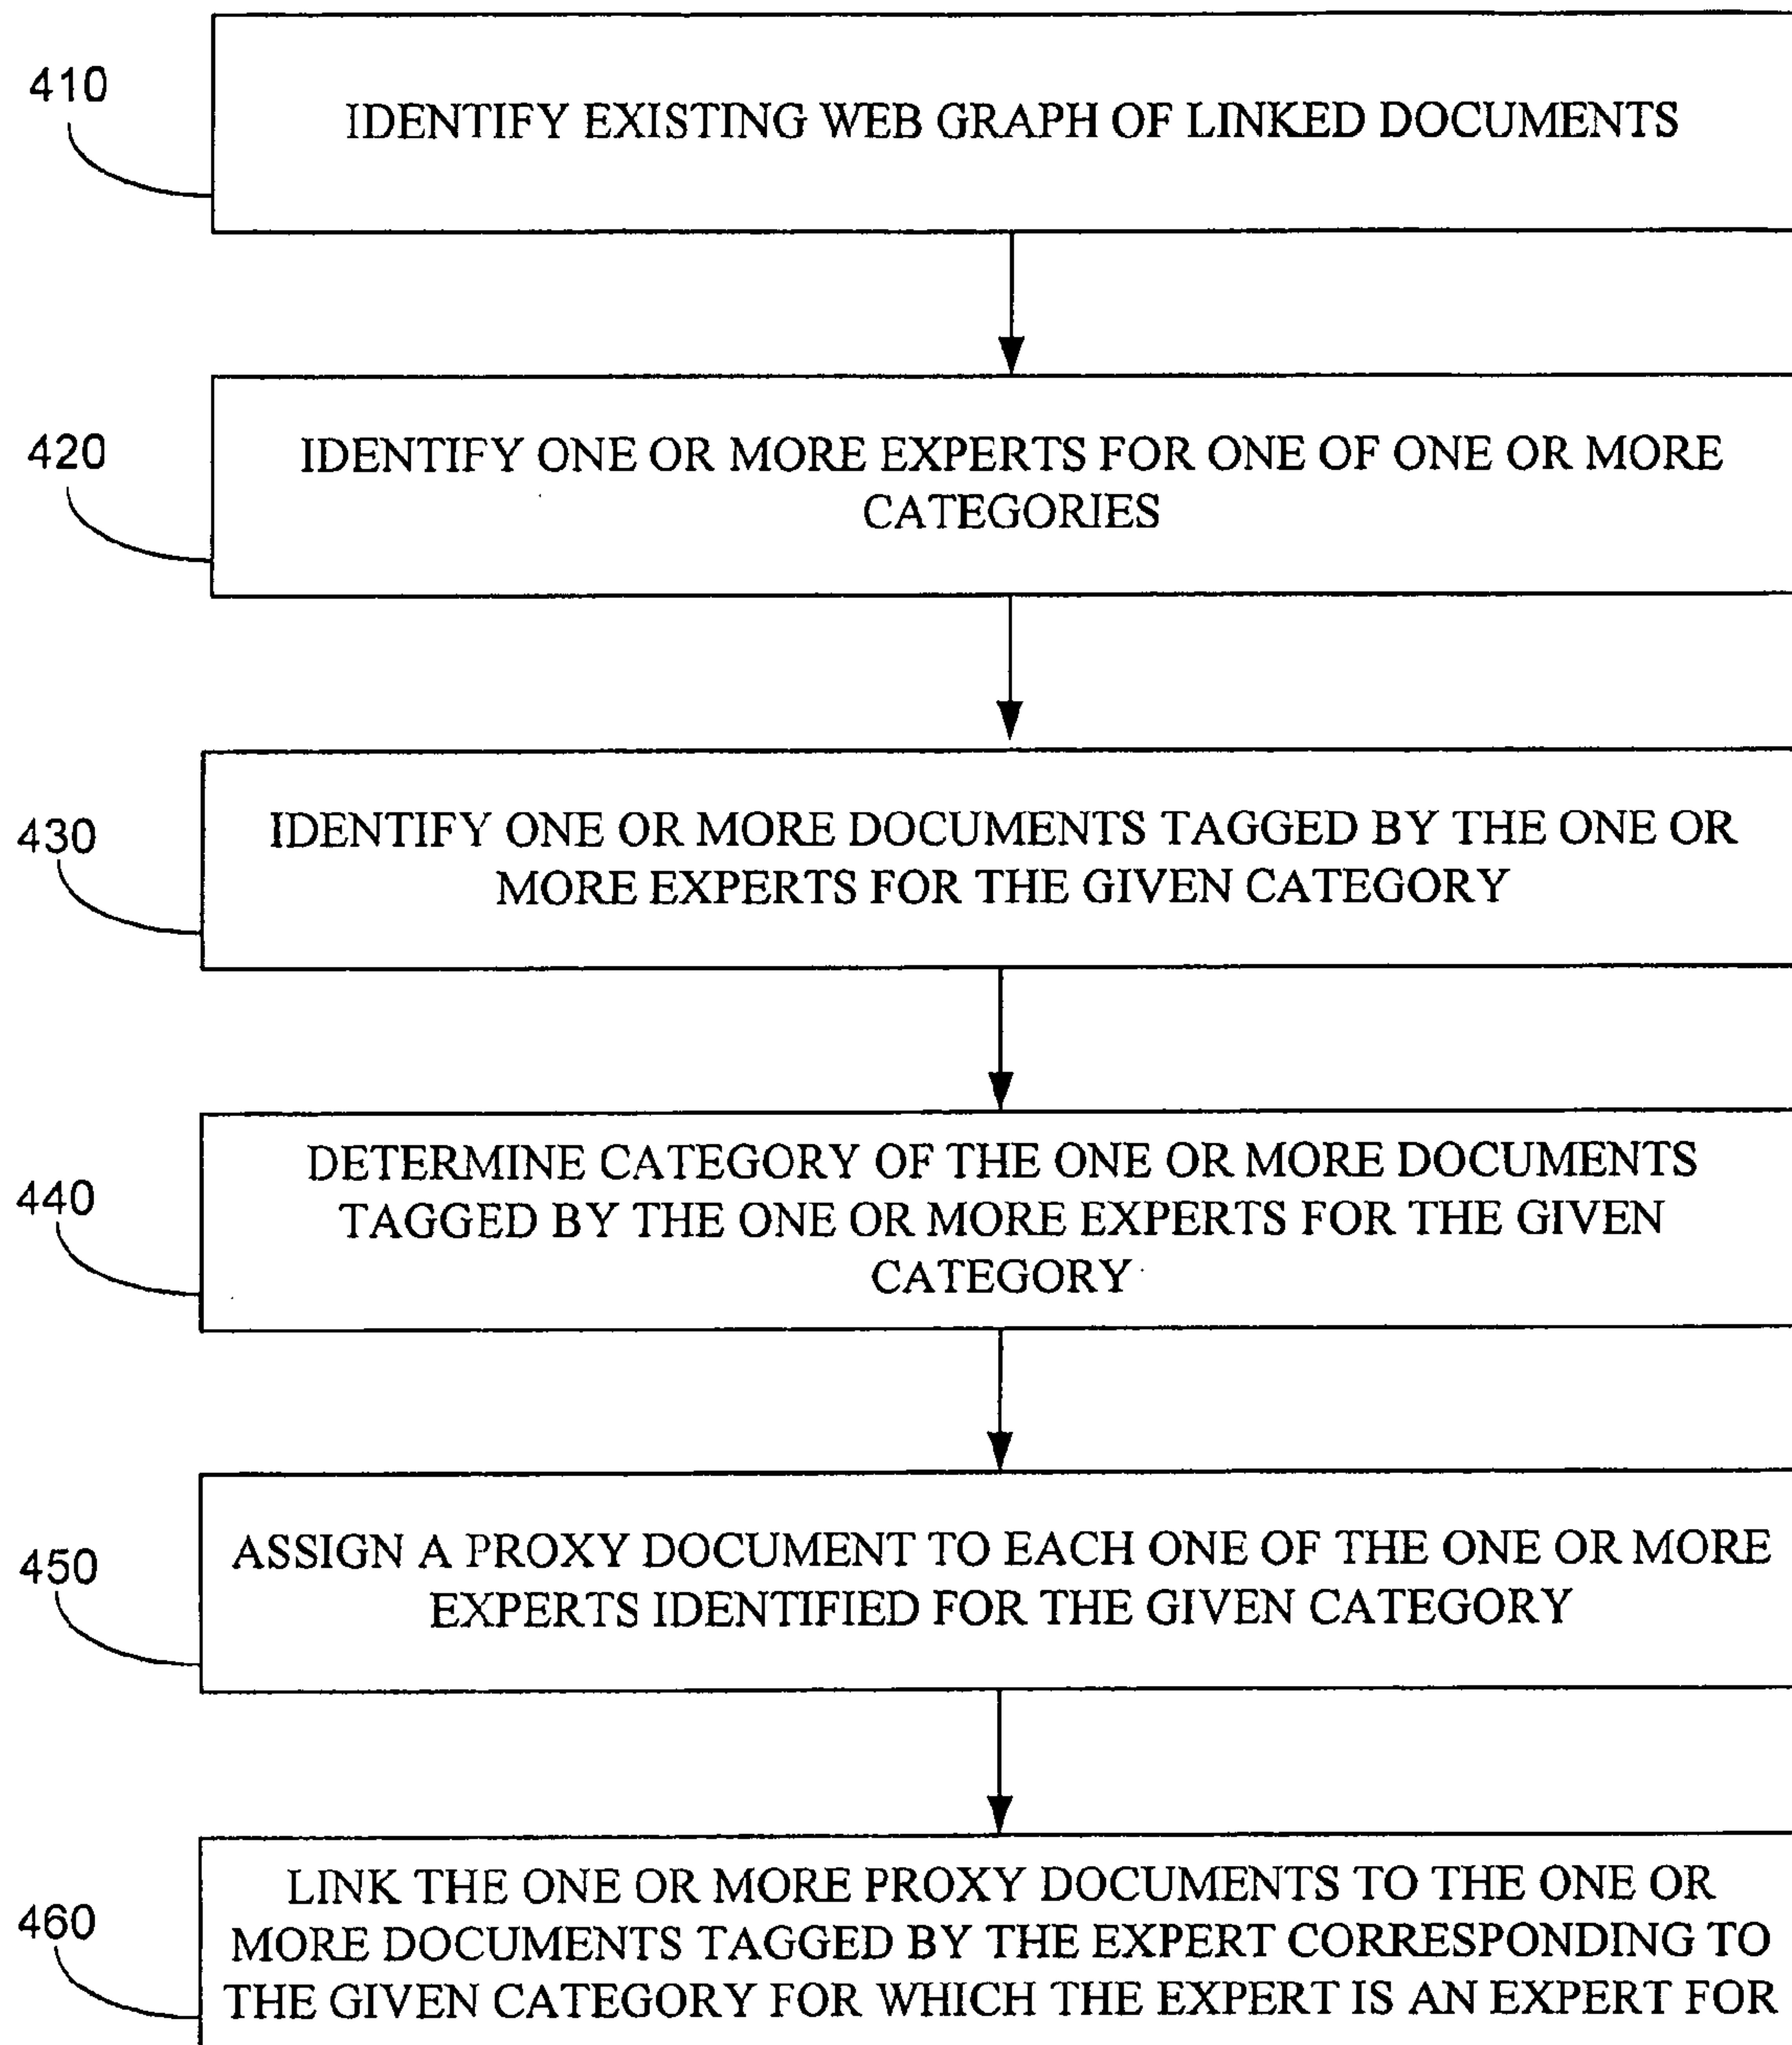 410
IDENTIFY EXISTING WEB GRAPH OF LINKED DOCUMENTS
420
IDENTIFY ONE OR MORE EXPERTS FOR ONE OF ONE OR MORE
CATEGORIES
430
IDENTIFY ONE OR MORE DOCUMENTS TAGGED BY THE ONE OR
MORE EXPERTS FOR THE GIVEN CATEGORY
440
DETERMINE CATEGORY OF THE ONE OR MORE DOCUMENTS
TAGGED BY THE ONE OR MORE EXPERTS FOR THE GIVEN
CATEGORY
450
ASSIGN A PROXY DOCUMENT TO EACH ONE OF THE ONE OR MORE
EXPERTS IDENTIFIED FOR THE GIVEN CATEGORY
460
LINK THE ONE OR MORE PROXY DOCUMENTS TO THE ONE OR
MORE DOCUMENTS TAGGED BY THE EXPERT CORRESPONDING TO
THE GIVEN CATEGORY FOR WHICH THE EXPERT IS AN EXPERT FOR